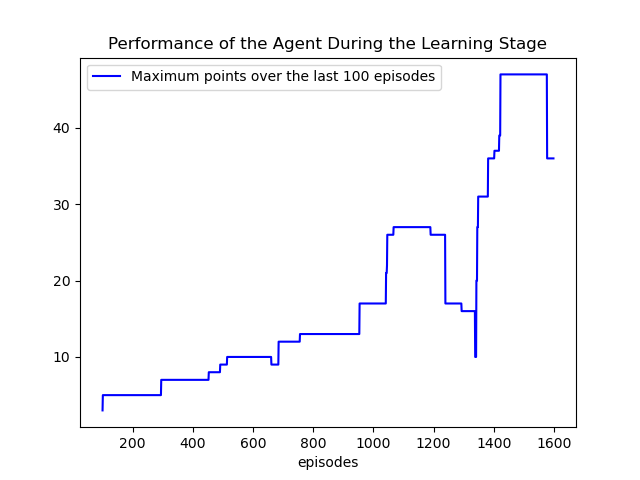 Performance of the Agent During the Learning Stage
Maximum points over the last 100 episodes
40
30
20
10
200 400 600 800 1000 1200 1400 1600
episodes